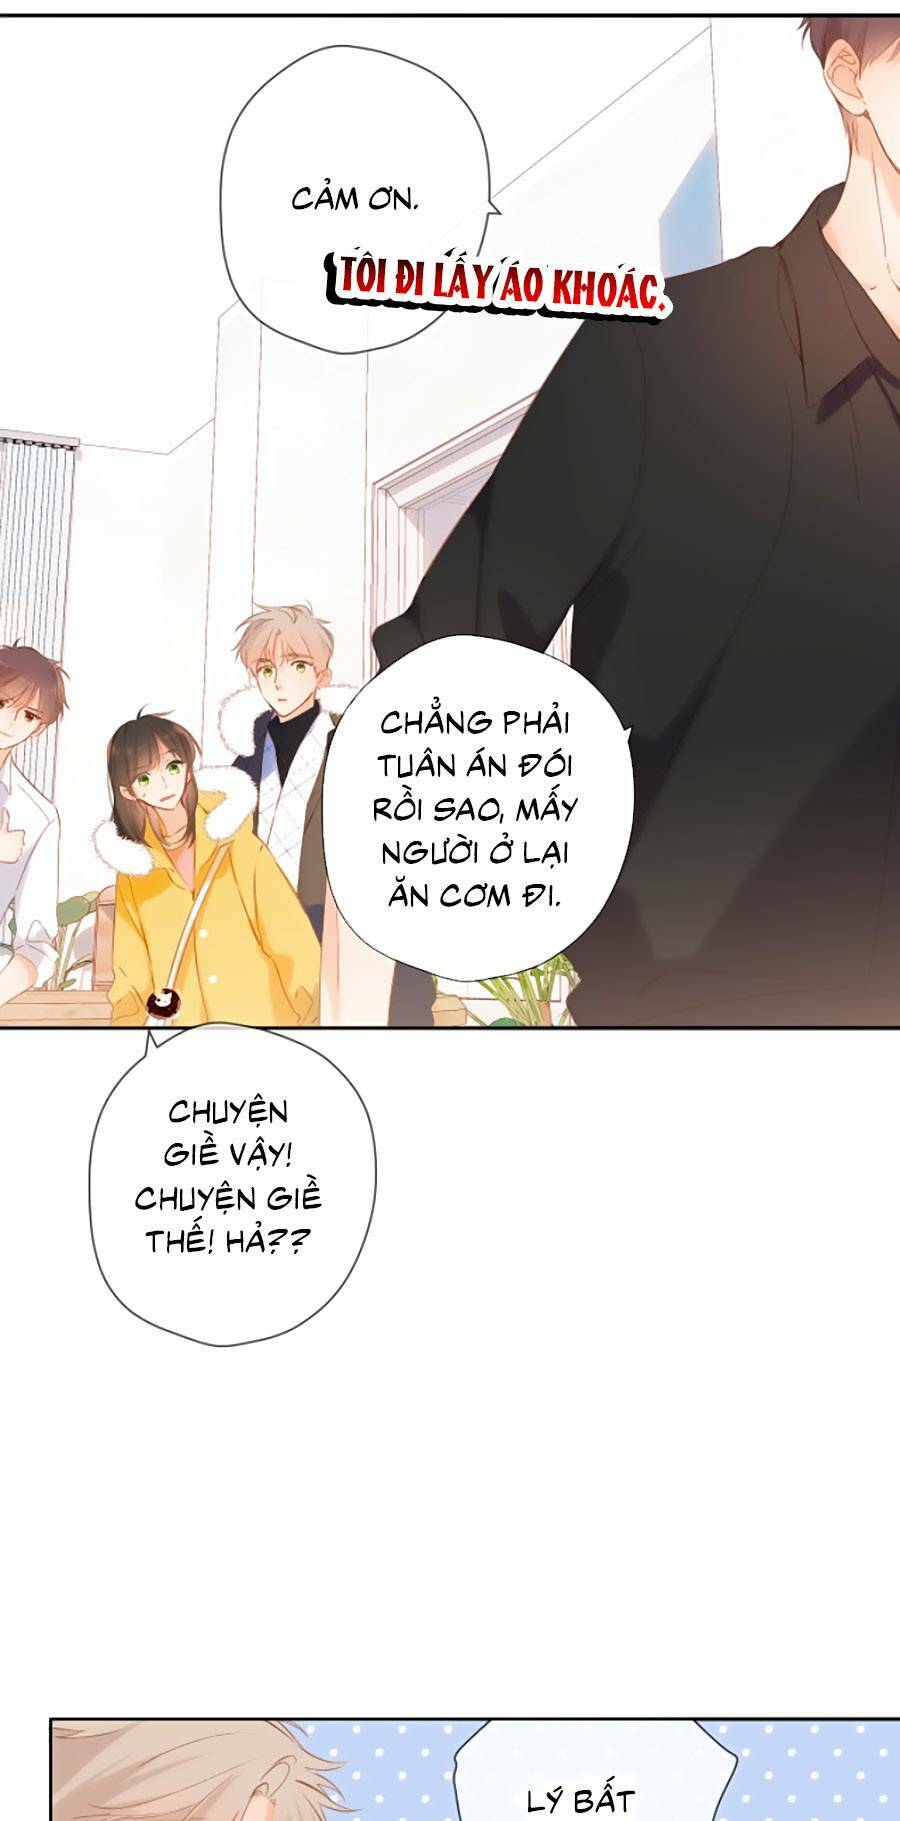 CẢM ƠN.
TÔI ĐI LẤY ÁO KHOÁC.
CHẲNG PHẢI
TUÂN ÁN ĐÓI
RỒI SAO, MẤY
NGƯỜI Ở LẠI
ĂN CƠM ĐI.
CHUYỆN
GIỀ VẬY!
CHUYỆN GIỀ
THẾ! HẢ??
LÝ BẤT